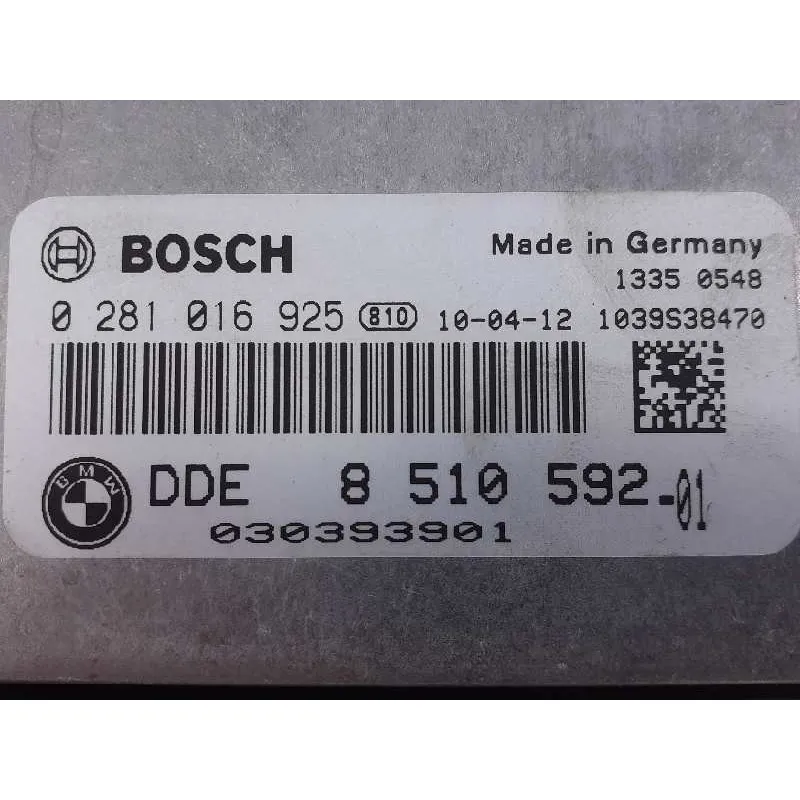 BOSCH
Made in Germany
1335 0548
0 281 016 925 810 10-04-12 1039S38470
BMW DDE 8 510 592-01
030393901